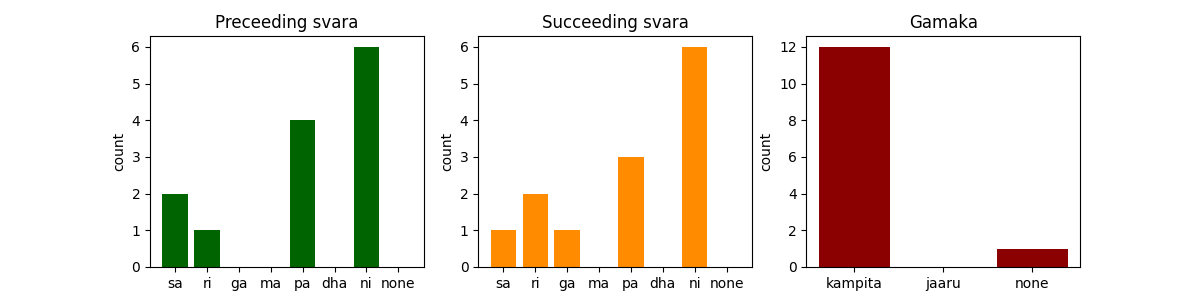 Preceeding svara
count
6
5
4
3
2
1
0
sa ri ga ma pa dha ni none
Succeeding svara
count
6
5
4
3
2
1
0
sa ri ga ma pa dha ni none
Gamaka
count
12
10
8
6
4
2
0
kampita jaaru none